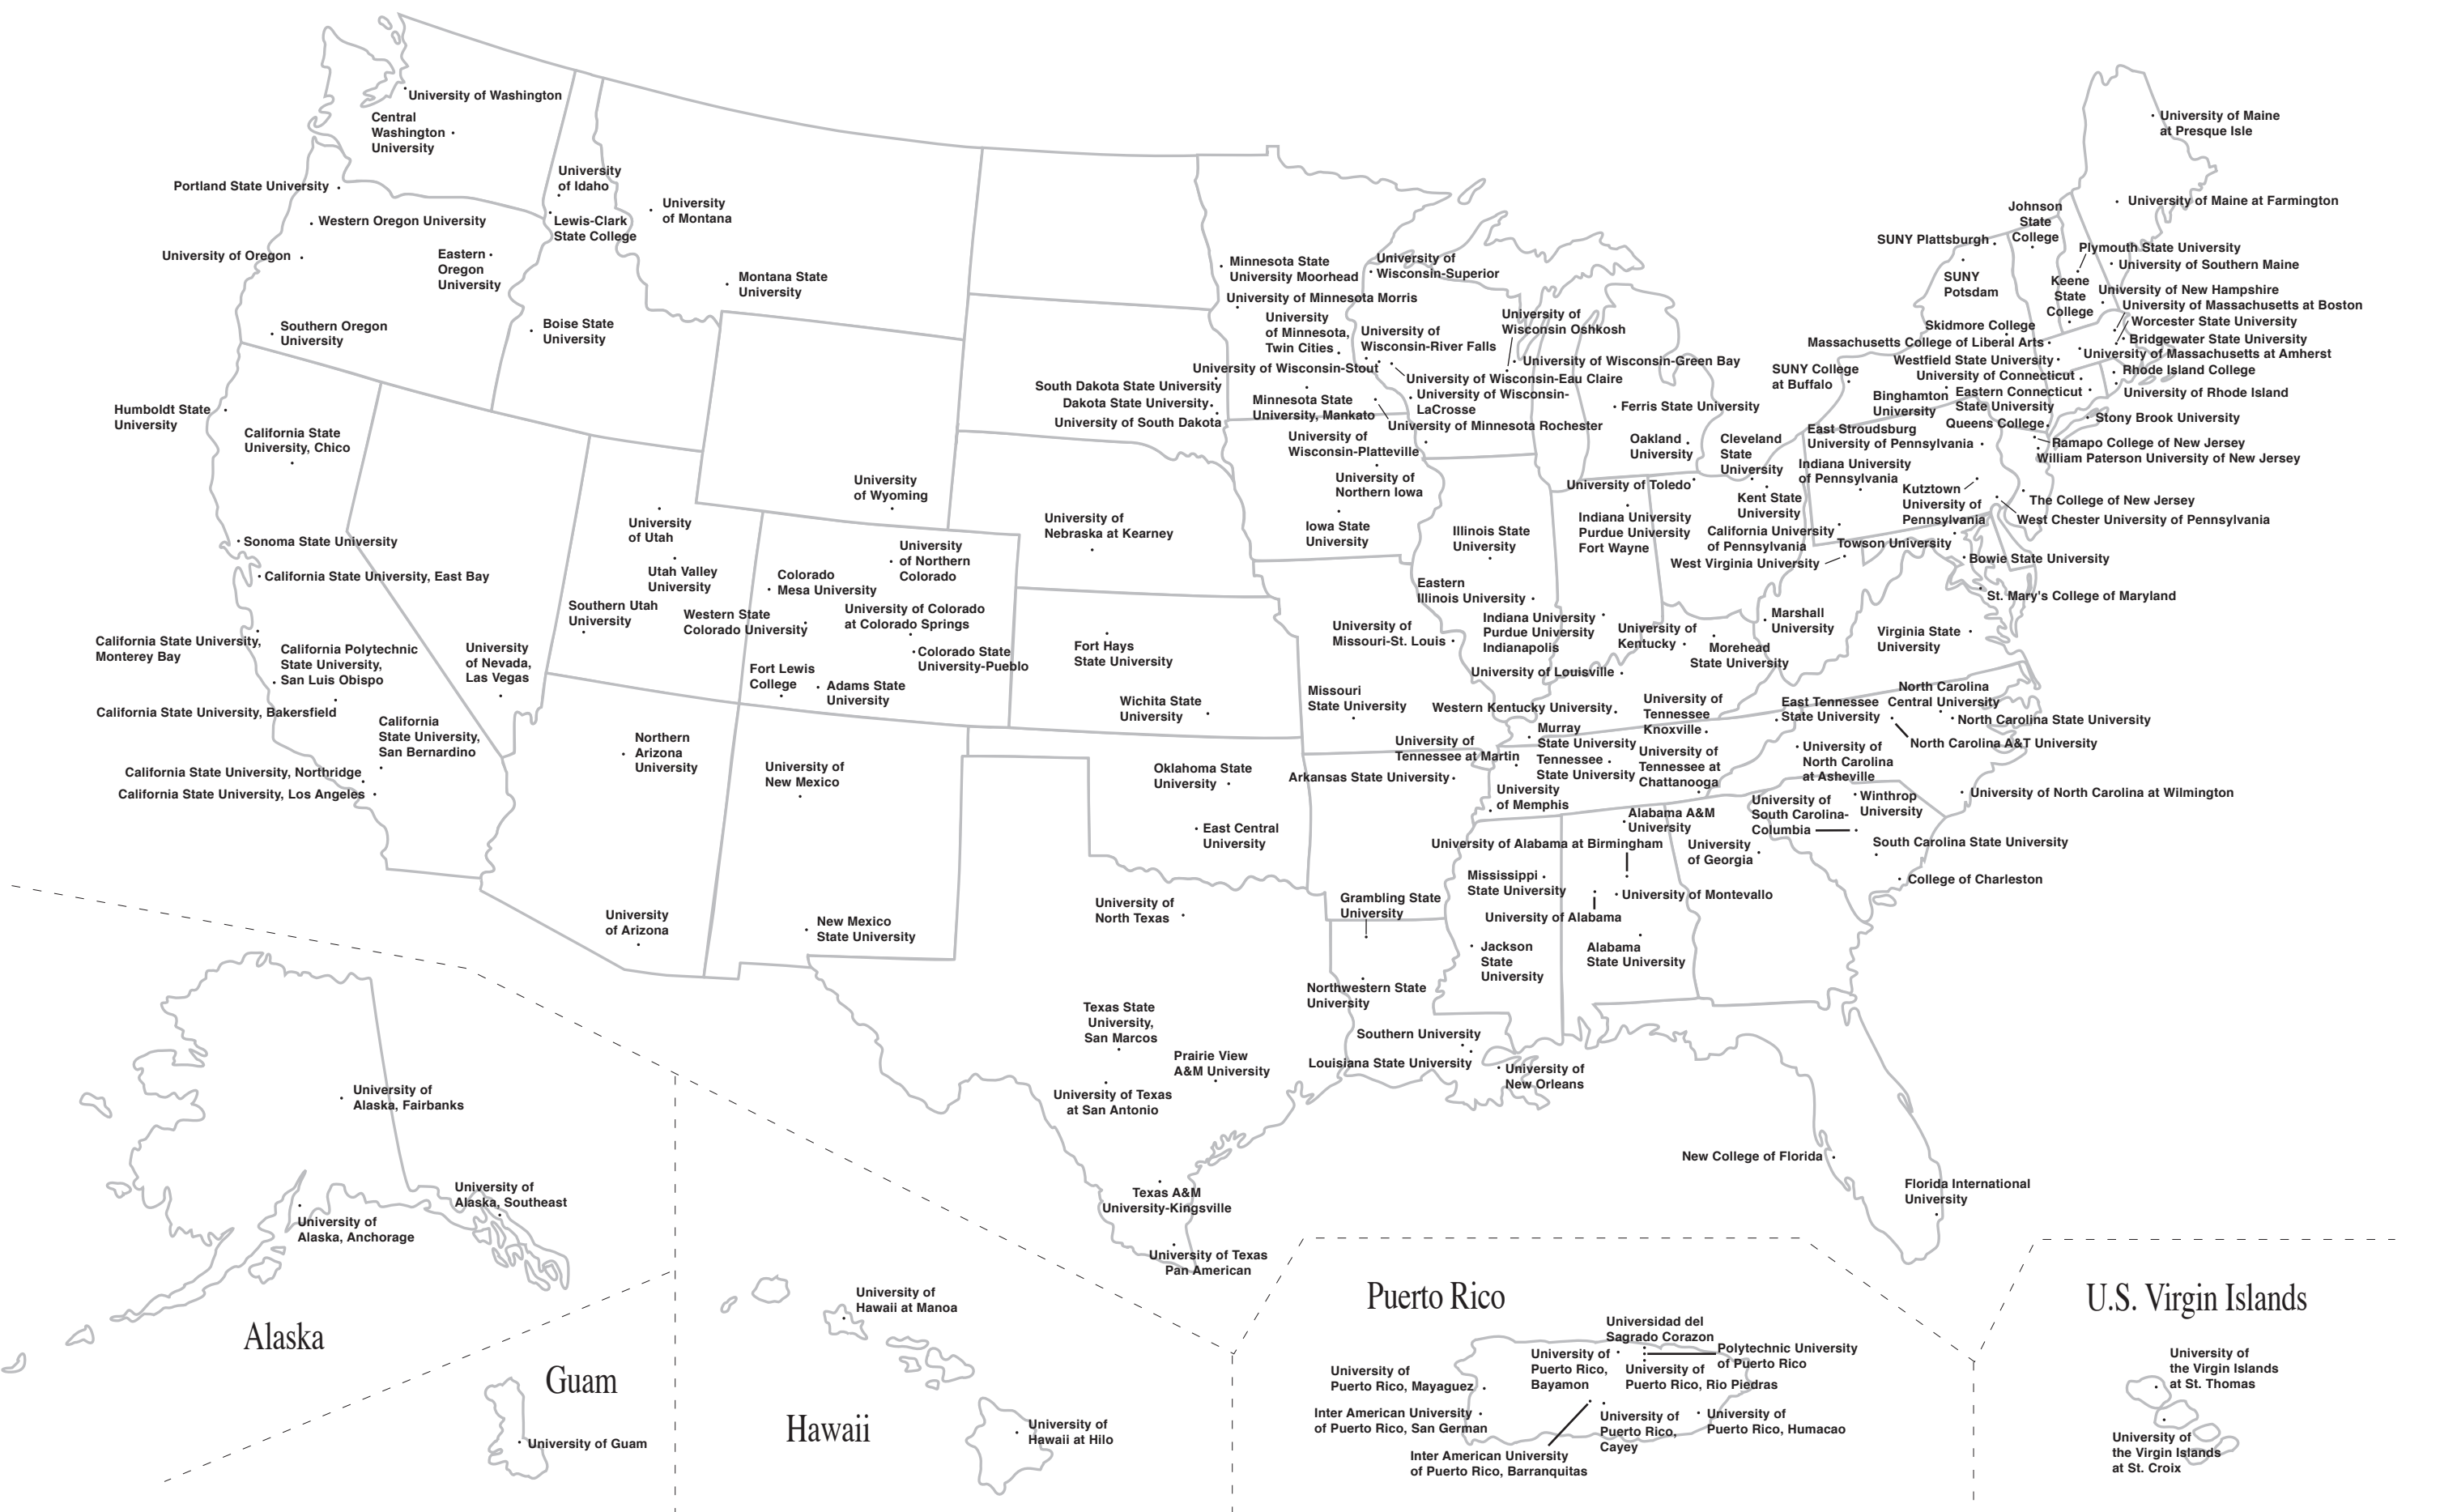 University of Washington
Central
Washington
University
Portland State University
Western Oregon University
University of Oregon
Eastern
Oregon
University
Southern Oregon
University
University
of Idaho
Lewis-Clark
State College
Boise State
University
University
of Montana
Montana State
University
Humboldt State
University
California State
University, Chico
Sonoma State University
California State University, East Bay
California State University,
Monterey Bay
California Polytechnic
State University,
San Luis Obispo
California State University, Bakersfield
California
State University,
San Bernardino
California State University, Northridge
California State University, Los Angeles
University
of Nevada,
Las Vegas
University
of Utah
Utah Valley
University
Southern Utah
University
University
of Wyoming
University
of Northern
Colorado
Colorado
Mesa University
Western State
Colorado University
University of Colorado
at Colorado Springs
Colorado State
University-Pueblo
Fort Lewis
College
Adams State
University
Northern
Arizona
University
University
of Arizona
University of
New Mexico
New Mexico
State University
South Dakota State University
Dakota State University
University of South Dakota
University of
Nebraska at Kearney
Fort Hays
State University
Wichita State
University
Oklahoma State
University
East Central
University
University of
North Texas
Texas State
University,
San Marcos
Prairie View
A&M University
University of Texas
at San Antonio
Texas A&M
University-Kingsville
University of Texas
Pan American
Minnesota State
University Moorhead
University of Minnesota Morris
University
of Minnesota,
Twin Cities
Minnesota State
University, Mankato
University of Minnesota Rochester
University of
Wisconsin-Superior
University of
Wisconsin-River Falls
University of Wisconsin-Stout
University of
Wisconsin Oshkosh
University of Wisconsin-Green Bay
University of Wisconsin-Eau Claire
University of Wisconsin-
LaCrosse
University of
Wisconsin-Platteville
University of
Northern Iowa
Iowa State
University
Illinois State
University
Eastern
Illinois University
University of
Missouri-St. Louis
Missouri
State University
Arkansas State University
Ferris State University
Oakland
University
University of Toledo
Cleveland
State
University
Kent State
University
Indiana University
Purdue University
Fort Wayne
Indiana University
Purdue University
Indianapolis
University of
Kentucky
Morehead
State University
University of Louisville
Western Kentucky University
Murray
State University
University of
Tennessee
Knoxville
University of
Tennessee at Martin
Tennessee
State University
University of
Tennessee at
Chattanooga
University
of Memphis
East Tennessee
State University
Marshall
University
West Virginia University
Virginia State
University
North Carolina
Central University
North Carolina State University
North Carolina A&T University
University of
North Carolina
at Asheville
University of North Carolina at Wilmington
University of
South Carolina-
Columbia
Winthrop
University
South Carolina State University
College of Charleston
University
of Georgia
Alabama A&M
University
University of Alabama at Birmingham
University of Montevallo
University of Alabama
Alabama
State University
Mississippi
State University
Jackson
State
University
Grambling State
University
Northwestern State
University
Southern University
Louisiana State University
University of
New Orleans
New College of Florida
Florida International
University
University of Maine
at Presque Isle
University of Maine at Farmington
Johnson
State
College
SUNY Plattsburgh
SUNY
Potsdam
Plymouth State University
University of Southern Maine
Keene
State
College
University of New Hampshire
University of Massachusetts at Boston
Worcester State University
Bridgewater State University
University of Massachusetts at Amherst
Skidmore College
Massachusetts College of Liberal Arts
Westfield State University
University of Connecticut
Eastern Connecticut
State University
Rhode Island College
University of Rhode Island
SUNY College
at Buffalo
Binghamton
University
Queens College
Stony Brook University
East Stroudsburg
University of Pennsylvania
Ramapo College of New Jersey
William Paterson University of New Jersey
Indiana University
of Pennsylvania
Kutztown
University of
Pennsylvania
The College of New Jersey
West Chester University of Pennsylvania
California University
of Pennsylvania
Towson University
Bowie State University
St. Mary's College of Maryland
University of
Alaska, Fairbanks
University of
Alaska, Southeast
University of
Alaska, Anchorage
Alaska
Guam
University of Guam
University of
Hawaii at Manoa
University of
Hawaii at Hilo
Hawaii
Puerto Rico
Universidad del
Sagrado Corazon
Polytechnic University
of Puerto Rico
University of
Puerto Rico,
Bayamon
University of
Puerto Rico, Rio Piedras
University of
Puerto Rico, Mayaguez
Inter American University
of Puerto Rico, San German
University of
Puerto Rico,
Cayey
University of
Puerto Rico, Humacao
Inter American University
of Puerto Rico, Barranquitas
U.S. Virgin Islands
University of
the Virgin Islands
at St. Thomas
University of
the Virgin Islands
at St. Croix